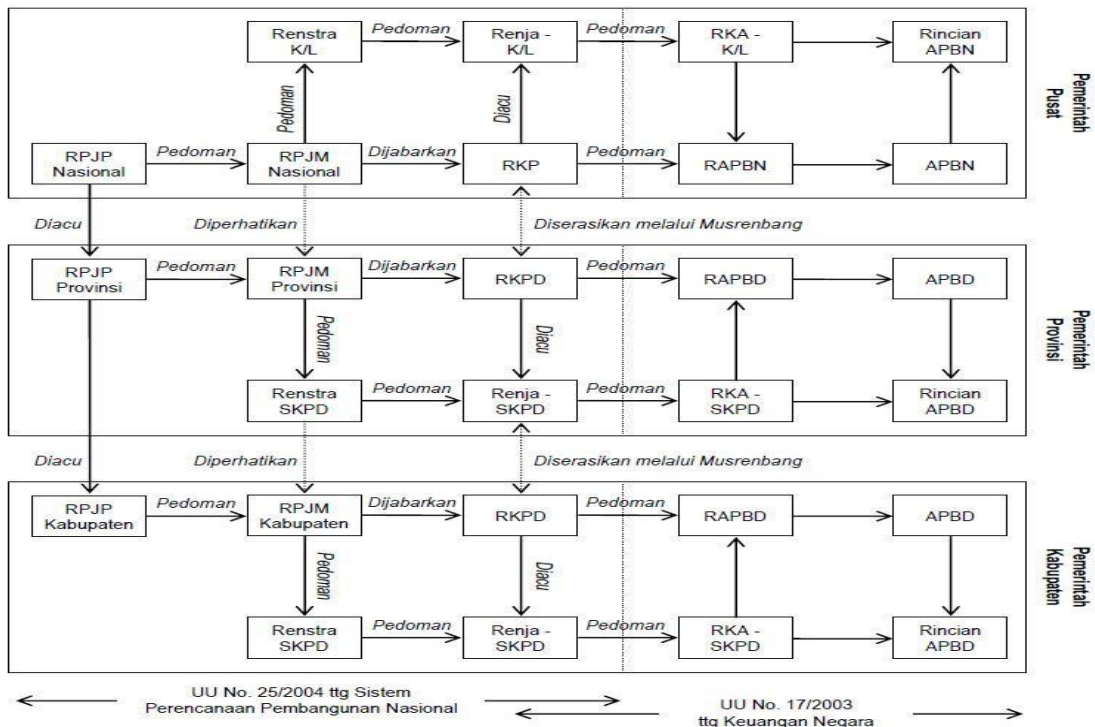 Renstra
K/L
Pedoman
Renja -
K/L
Pedoman
RKA -
K/L
Rincian
APBN
Pedoman
Diacu
RPJP
Nasional
Pedoman
RPJM
Nasional
Dijabarkan
RKP
Pedoman
RAPBN
APBN
Pemerintah
Pusat
Diacu
Diperhatikan
Diserasikan melalui Musrenbang
RPJP
Provinsi
Pedoman
RPJM
Provinsi
Dijabarkan
RKPD
Pedoman
RAPBD
APBD
Pedoman
Diacu
Renstra
SKPD
Pedoman
Renja -
SKPD
Pedoman
RKA -
SKPD
Rincian
APBD
Pemerintah
Provinsi
Diacu
Diperhatikan
Diserasikan melalui Musrenbang
RPJP
Kabupaten
Pedoman
RPJM
Kabupaten
Dijabarkan
RKPD
Pedoman
RAPBD
APBD
Pedoman
Diacu
Renstra
SKPD
Pedoman
Renja -
SKPD
Pedoman
RKA -
SKPD
Rincian
APBD
Pemerintah
Kabupaten
UU No. 25/2004 ttg Sistem
Perencanaan Pembangunan Nasional
UU No. 17/2003
ttg Keuangan Negara